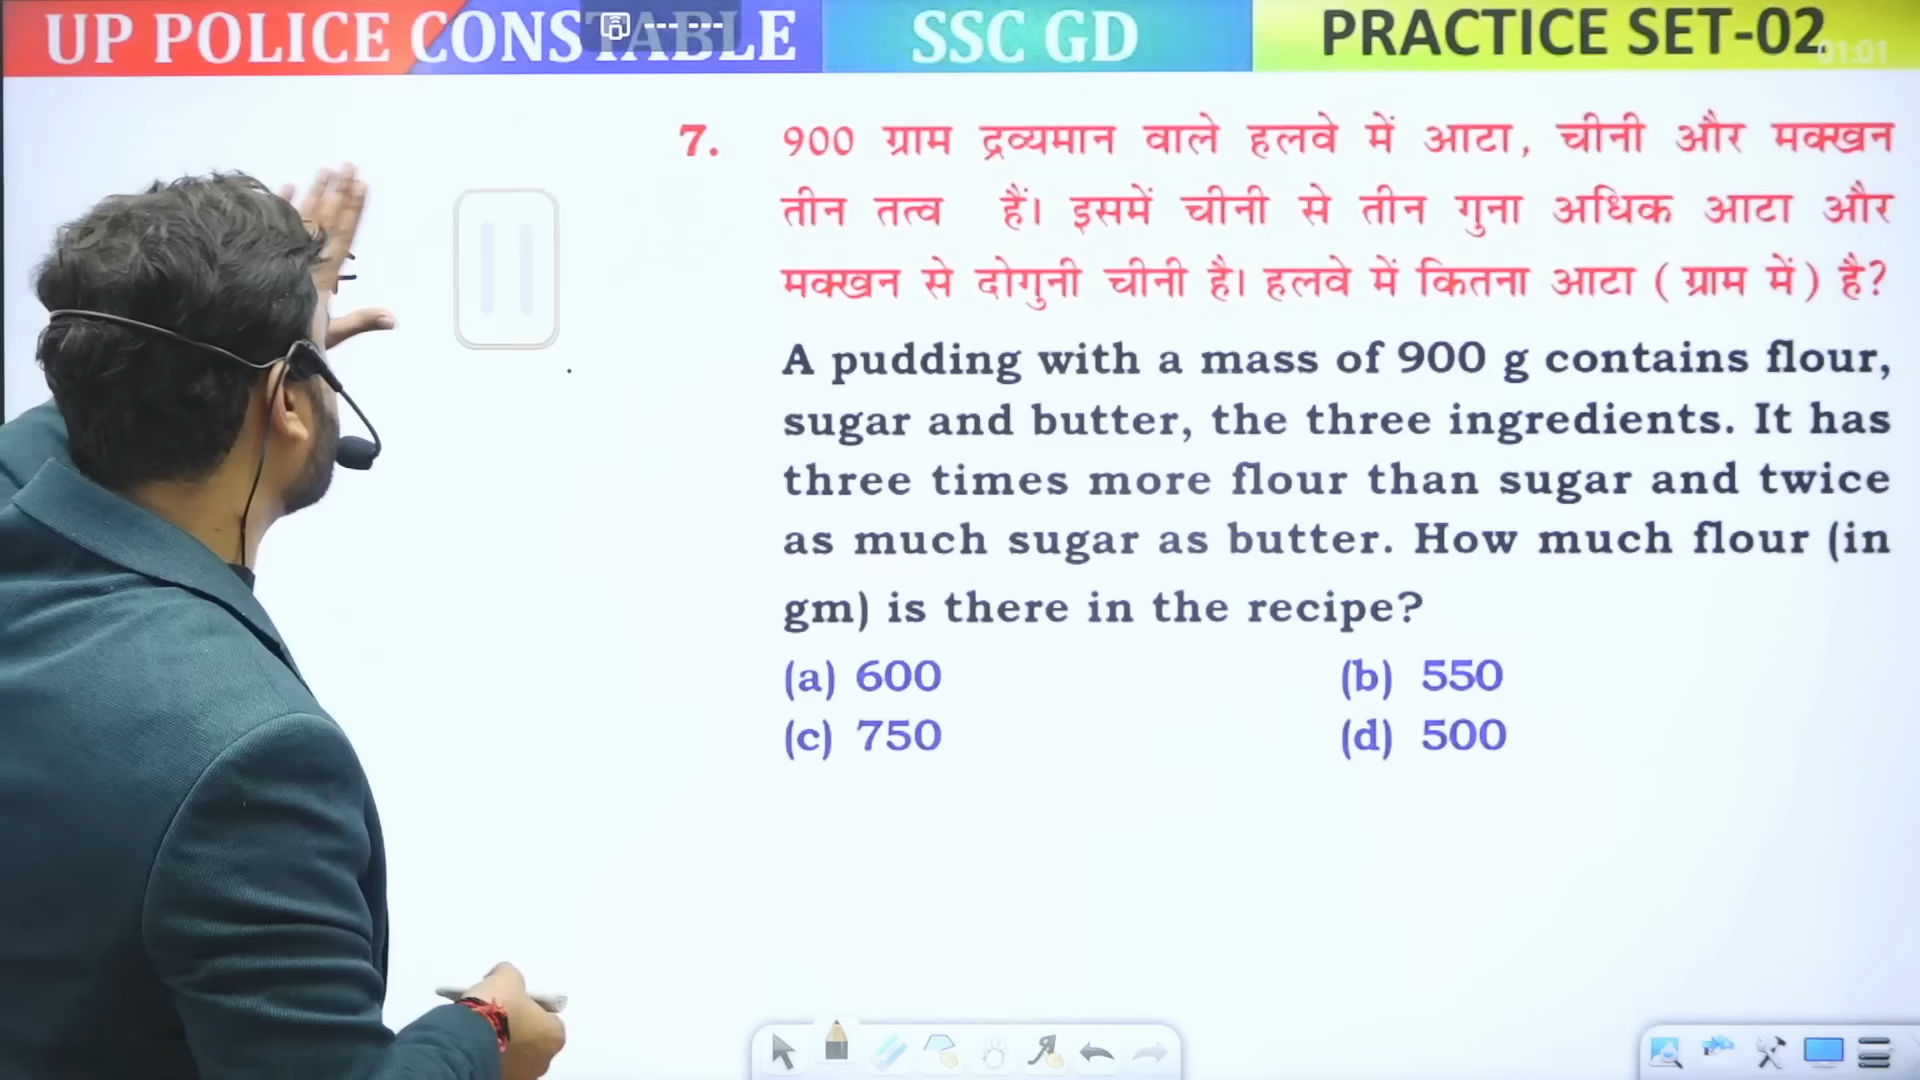 UP POLICE CONSTABLE SSC GD PRACTICE SET-02
01:01
7. 900 ग्राम द्रव्यमान वाले हलवे में आटा, चीनी और मक्खन
तीन तत्व हैं। इसमें चीनी से तीन गुना अधिक आटा और
मक्खन से दोगुनी चीनी है। हलवे में कितना आटा (ग्राम में) है?
A pudding with a mass of 900 g contains flour,
sugar and butter, the three ingredients. It has
three times more flour than sugar and twice
as much sugar as butter. How much flour (in
gm) is there in the recipe?
(a) 600 (b) 550
(c) 750 (d) 500